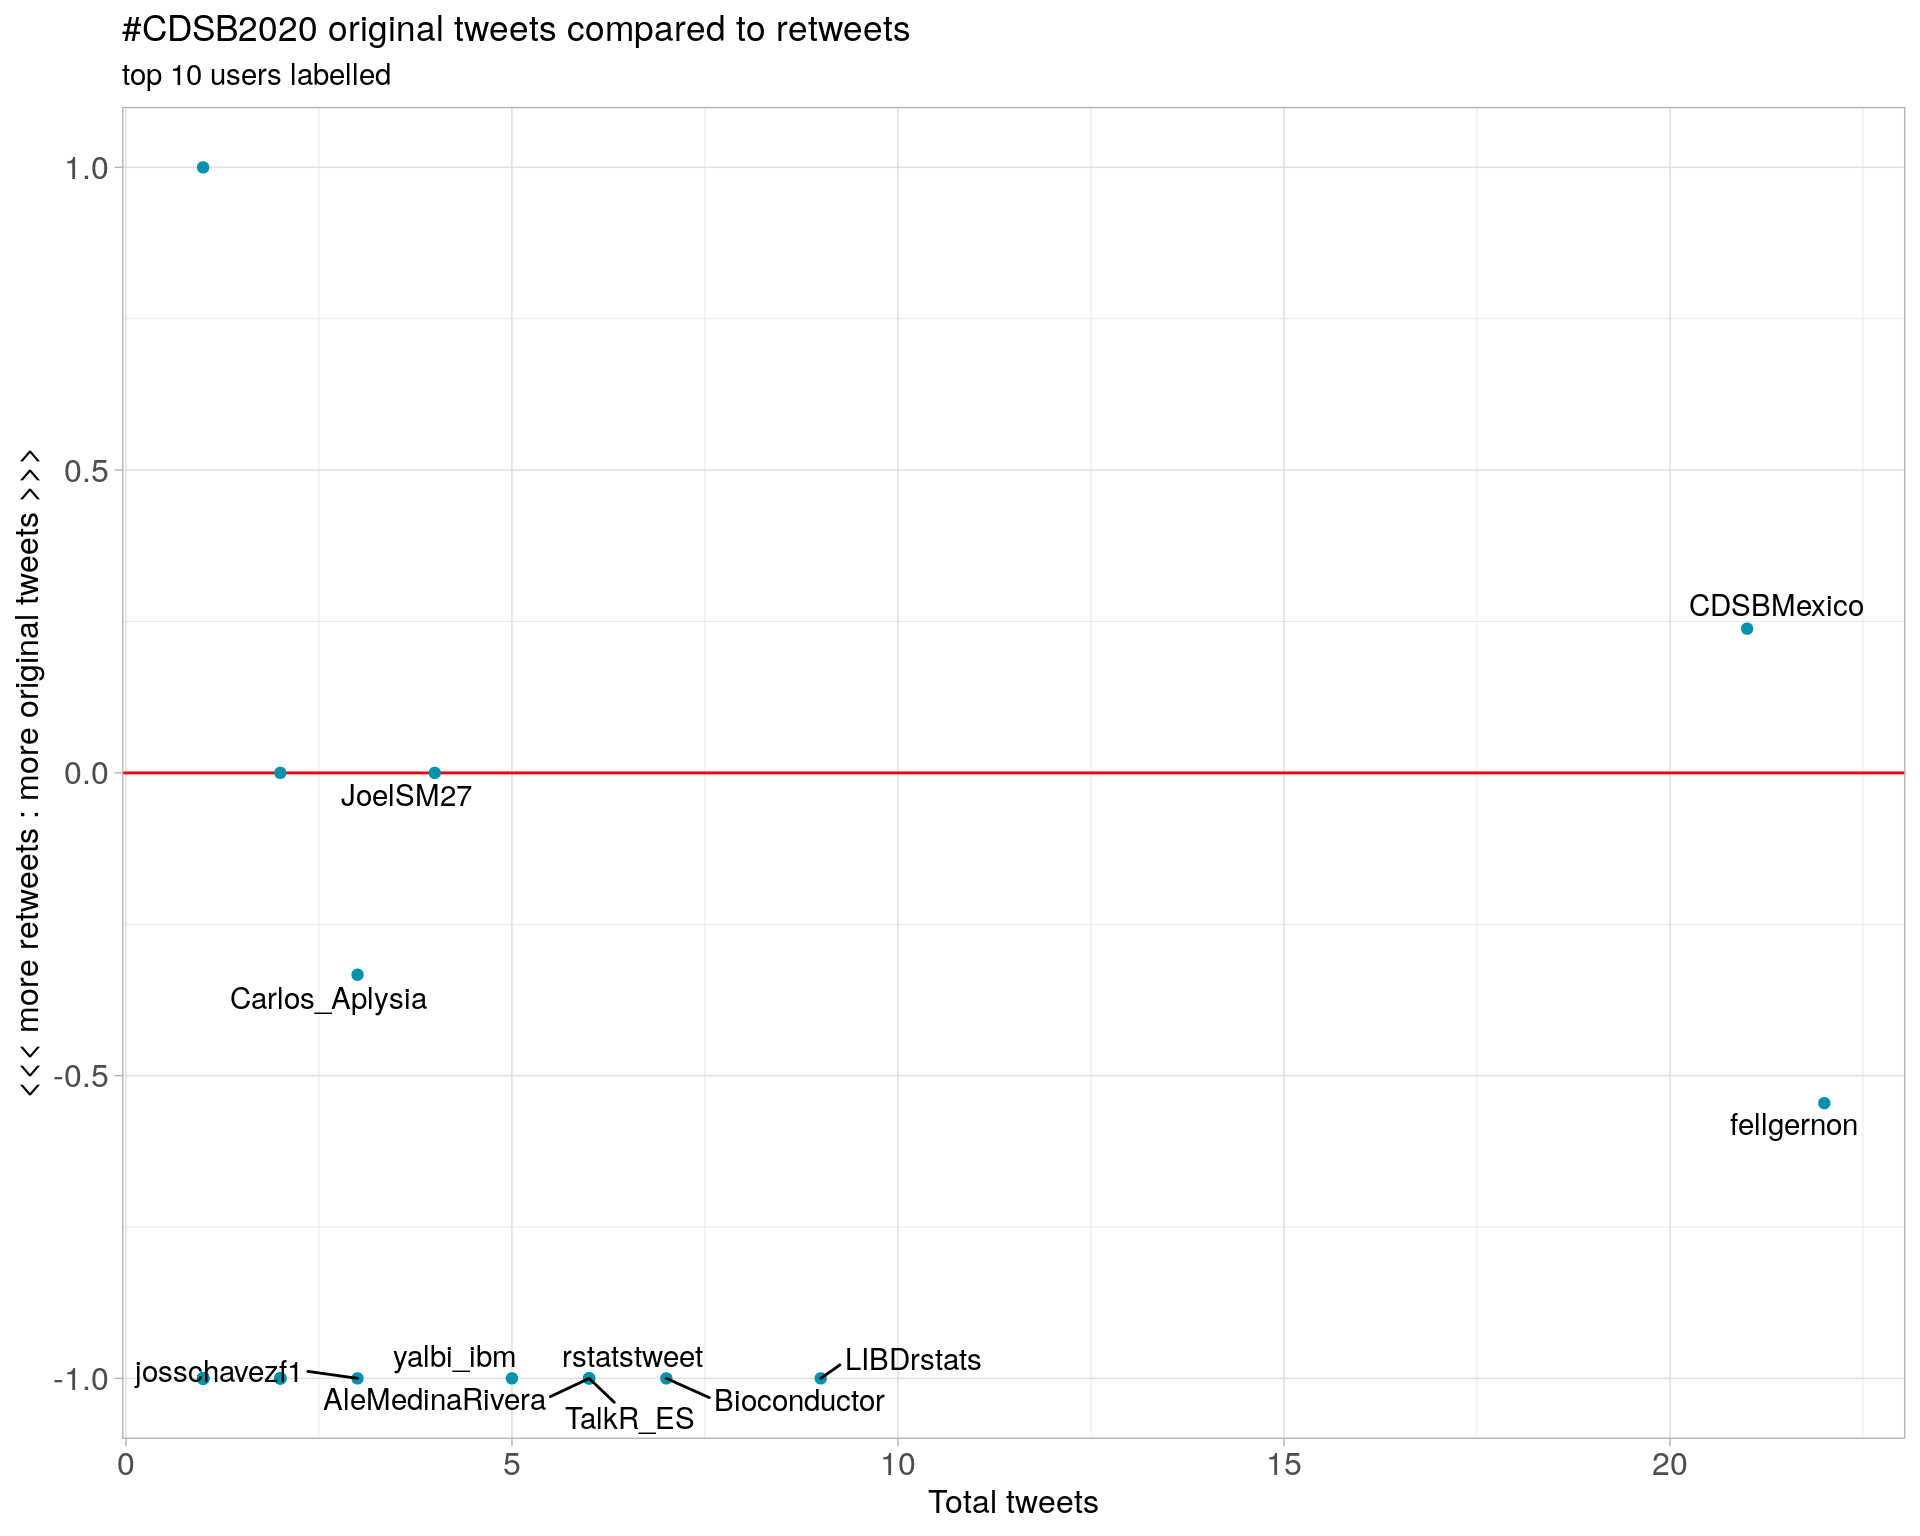 #CDSB2020 original tweets compared to retweets
top 10 users labelled
<<< more retweets : more original tweets >>>
1.0
0.5
0.0
-0.5
-1.0
CDSBMexico
JoelSM27
Carlos_Aplysia
fellgernon
josschavezf1
yalbi_ibm
rstatstweet
LIBDrstats
AleMedinaRivera
TalkR_ES
Bioconductor
0 5 10 15 20
Total tweets